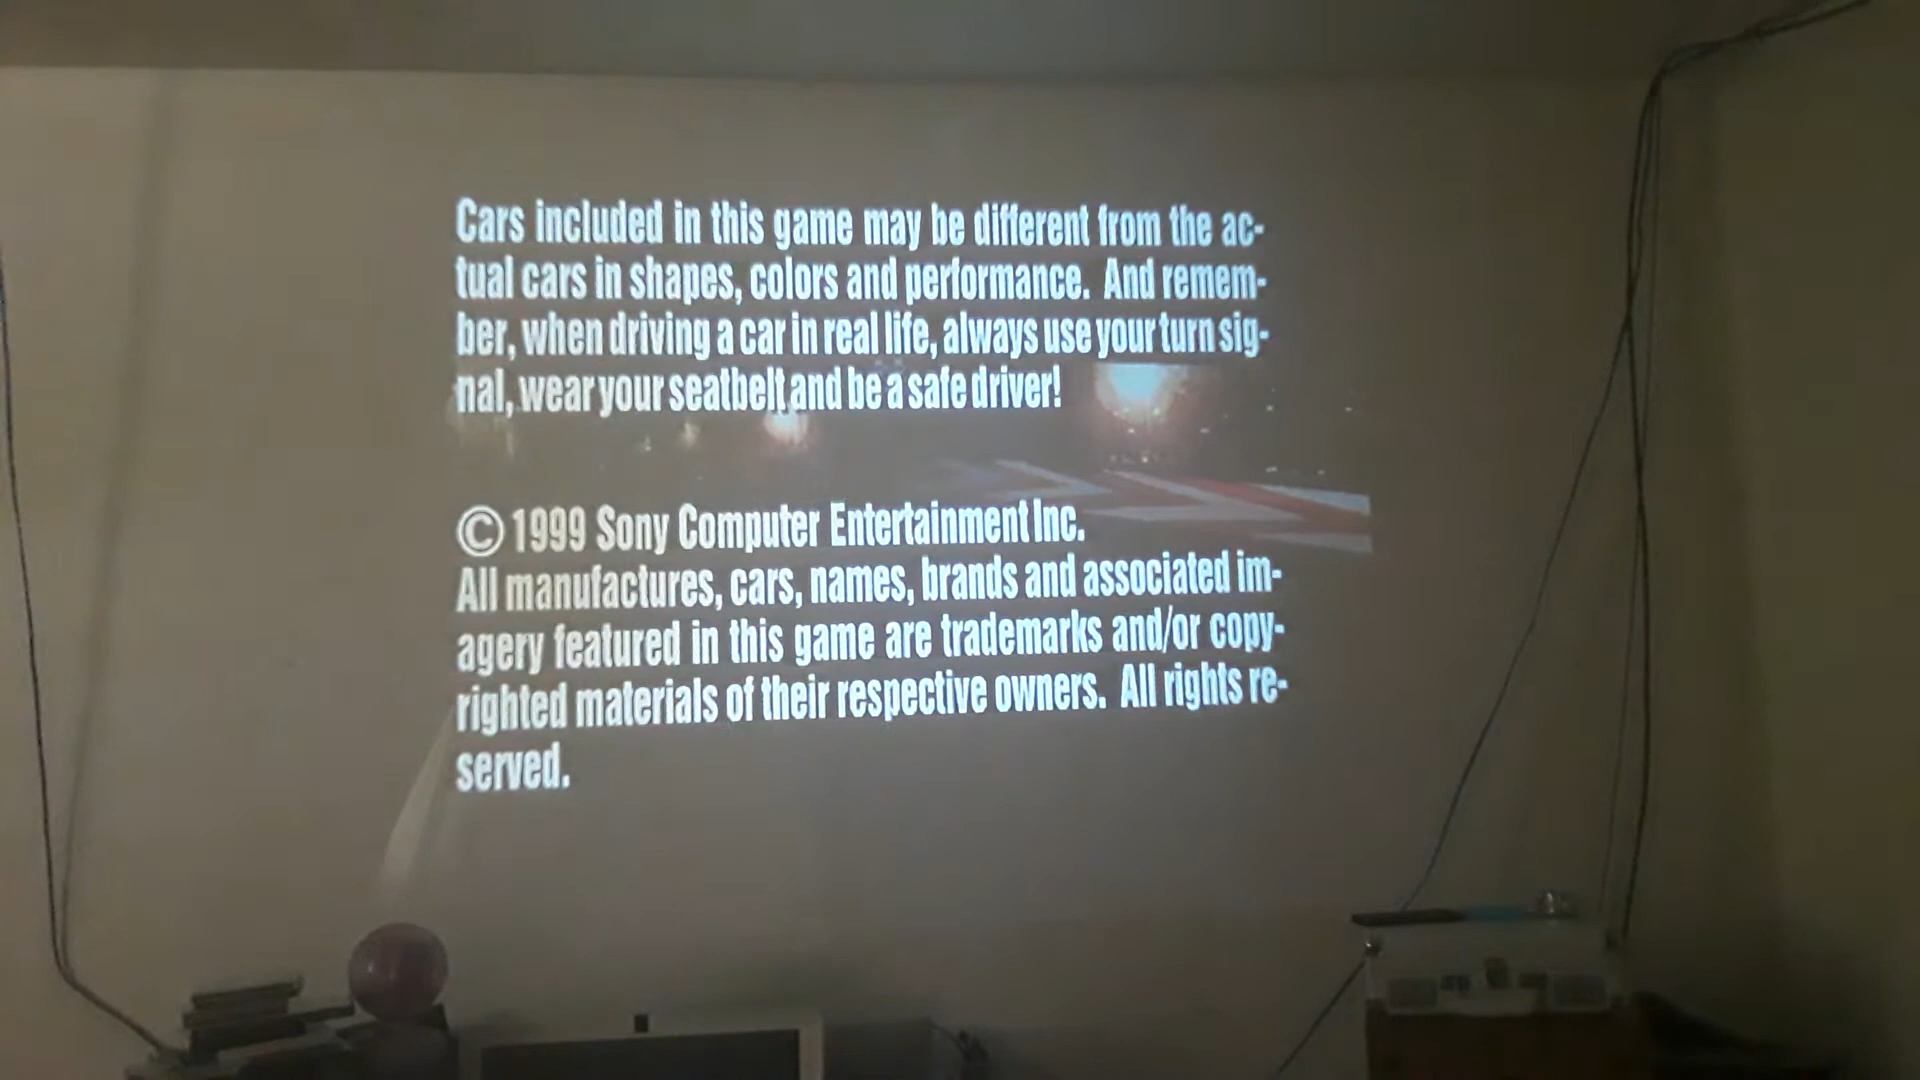 Cars included in this game may be different from the ac-
tual cars in shapes, colors and performance. And remem-
ber, when driving a car in real life, always use your turn sig-
nal, wear your seatbelt and be a safe driver!
© 1999 Sony Computer Entertainment Inc.
All manufactures, cars, names, brands and associated im-
agery featured in this game are trademarks and/or copy-
righted materials of their respective owners. All rights re-
served.